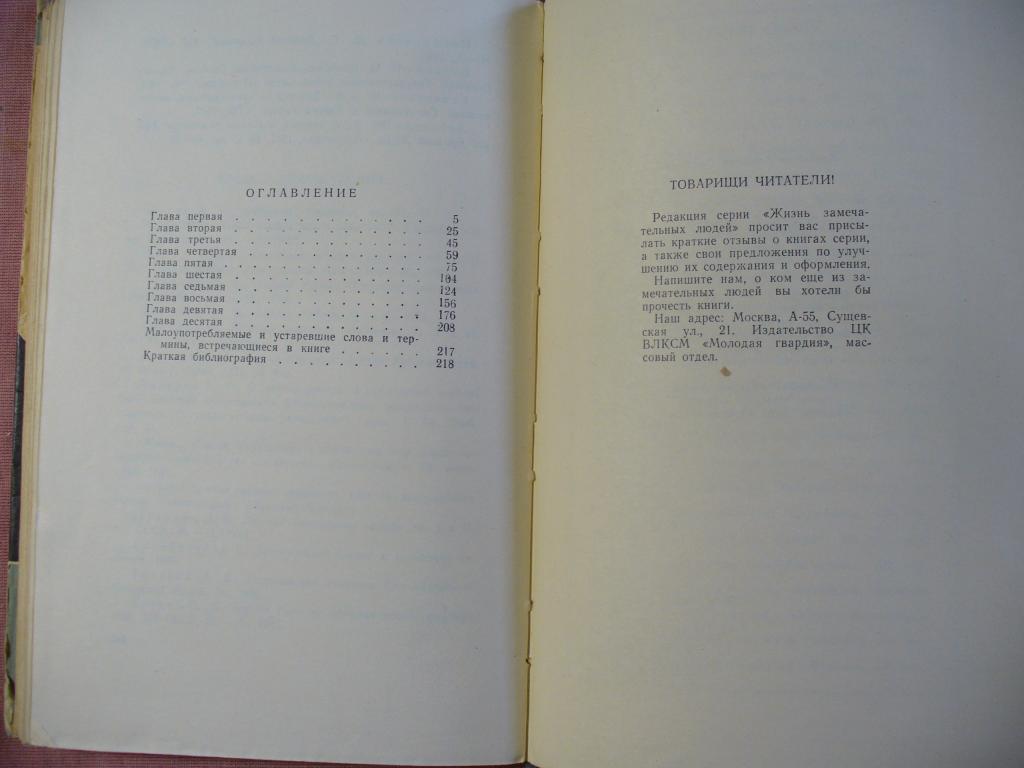 ОГЛАВЛЕНИЕ
Глава первая . . . . . . . . . . . . 5
Глава вторая . . . . . . . . . . . . 25
Глава третья . . . . . . . . . . . . 45
Глава четвертая . . . . . . . . . . . 59
Глава пятая . . . . . . . . . . . . 75
Глава шестая . . . . . . . . . . . . 104
Глава седьмая . . . . . . . . . . . 124
Глава восьмая . . . . . . . . . . . 156
Глава девятая . . . . . . . . . . . 176
Глава десятая . . . . . . . . . . . 208
Малоупотребляемые и устаревшие слова и тер-
мины, встречающиеся в книге . . . . . . 217
Краткая библиография . . . . . . . . . . 218
ТОВАРИЩИ ЧИТАТЕЛИ!
Редакция серии «Жизнь замеча-
тельных людей» просит вас присы-
лать краткие отзывы о книгах серии,
а также свои предложения по улуч-
шению их содержания и оформления.
Напишите нам, о ком еще из за-
мечательных людей вы хотели бы
прочесть книги.
Наш адрес: Москва, А-55, Сущев-
ская ул., 21. Издательство ЦК
ВЛКСМ «Молодая гвардия», мас-
совый отдел.